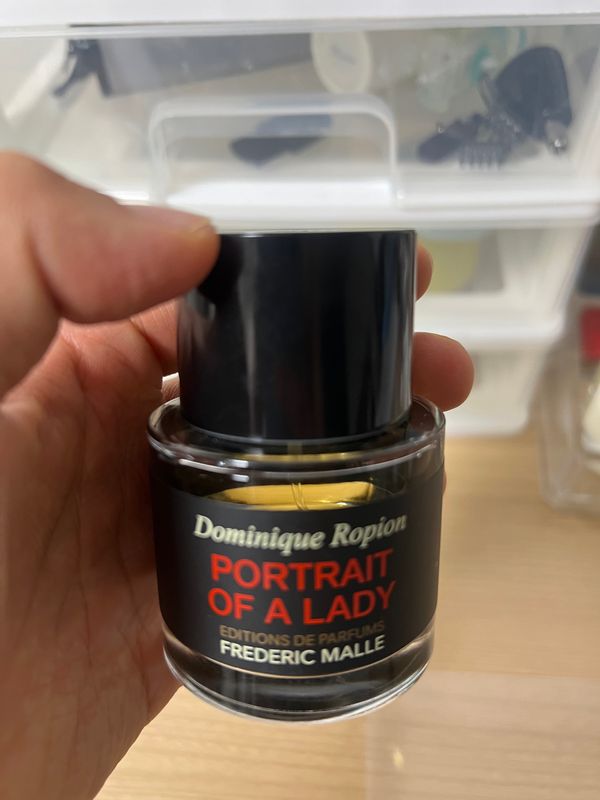 Dominique Ropion
PORTRAIT
OF A LADY
EDITIONS DE PARFUMS
FREDERIC MALLE